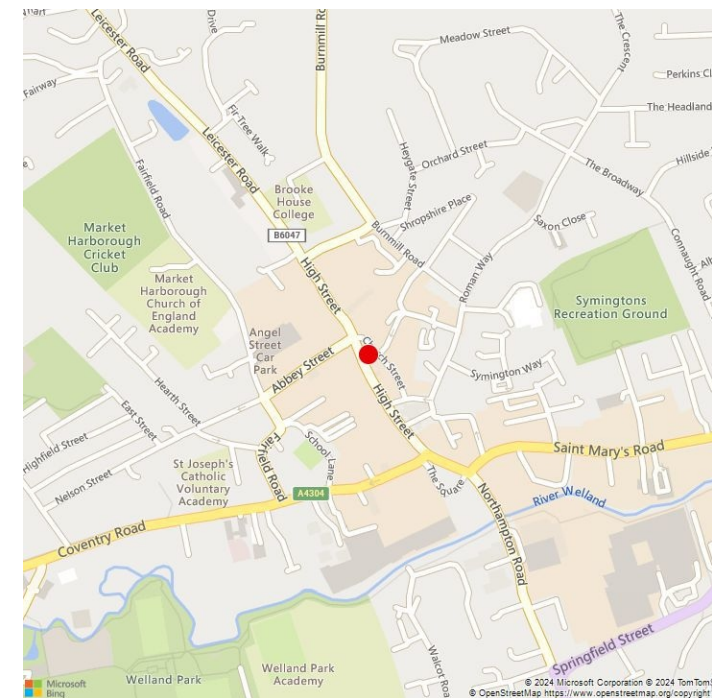 Wharf
Leicester Road
Drive
Burnmill Ro
Meadow Street
The Crescent
Perkins Cl
Fairway
Fir Tree Walk
The Headland
Leicester Road
Heygate Street
Orchard Street
Hillside
Fairfield Road
The Broadway
Brooke
House
College
Shropshire Place
Saxon Close
Connaught Road
Market
Harborough
Cricket
Club
B6047
Burnmill Road
Roman Way
Alb
High Street
Market
Harborough
Church of
England
Academy
Symingtons
Recreation Ground
Angel
Street
Car
Park
Abbey Street
Church Street
Symington Way
Hearth Street
High Street
East Street
Highfield Street
Fairfield Road
School Lane
Saint Mary's Road
St Joseph's
Catholic
Voluntary
Academy
Nelson Street
The Square
A4304
Northampton Road
River Welland
Coventry Road
Springfield Street
Walcot Road
Welland Park
Welland Park
Academy
Microsoft
Bing
© 2024 Microsoft Corporation © 2024 TomTom
© OpenStreetMap https://www.openstreetmap.org/copyright